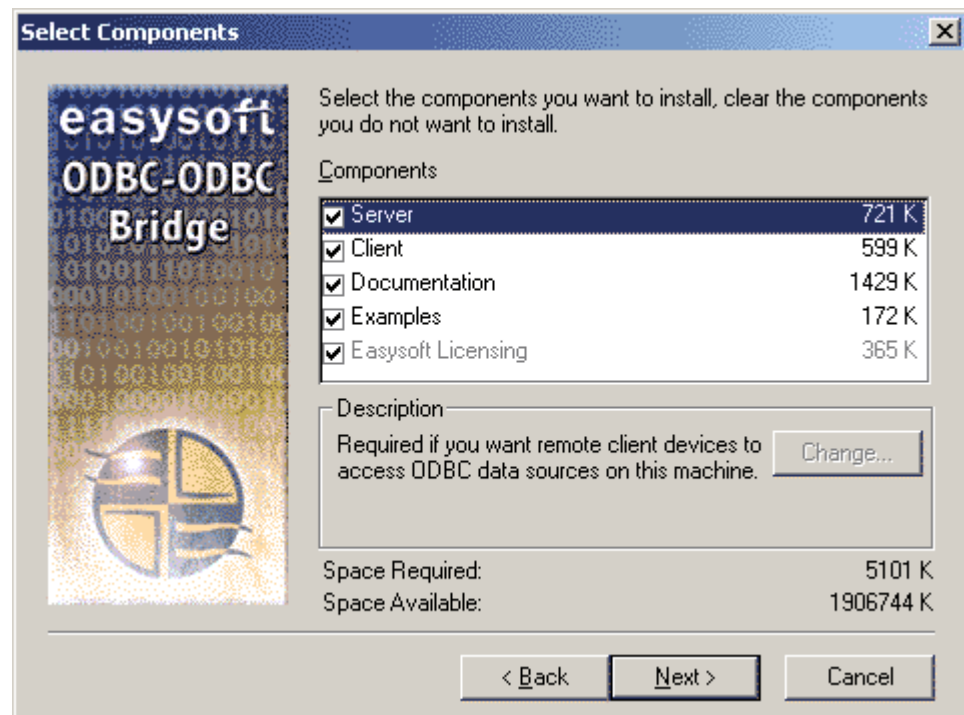 Select Components
easysoft
ODBC-ODBC
Bridge
Select the components you want to install, clear the components
you do not want to install.
Components
Server 721 K
Client 599 K
Documentation 1429 K
Examples 172 K
Easysoft Licensing 365 K
Description
Required if you want remote client devices to
access ODBC data sources on this machine.
Change...
Space Required: 5101 K
Space Available: 1906744 K
< Back
Next >
Cancel